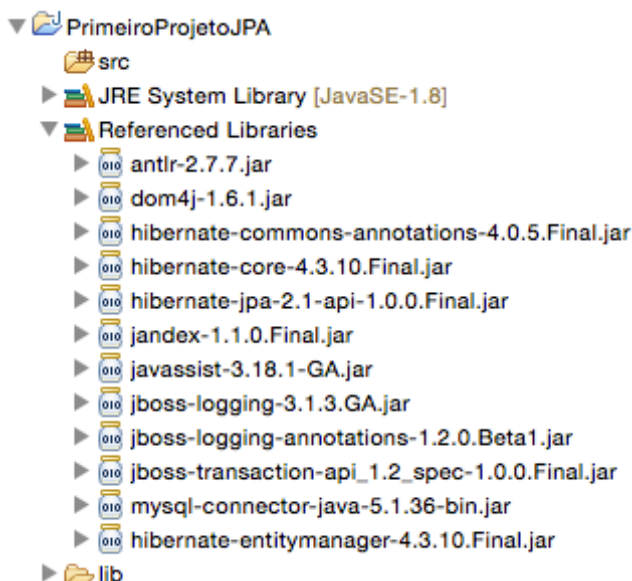 PrimeiroProjetoJPA
src
JRE System Library [JavaSE-1.8]
Referenced Libraries
antlr-2.7.7.jar
dom4j-1.6.1.jar
hibernate-commons-annotations-4.0.5.Final.jar
hibernate-core-4.3.10.Final.jar
hibernate-jpa-2.1-api-1.0.0.Final.jar
jandex-1.1.0.Final.jar
javassist-3.18.1-GA.jar
jboss-logging-3.1.3.GA.jar
jboss-logging-annotations-1.2.0.Beta1.jar
jboss-transaction-api_1.2_spec-1.0.0.Final.jar
mysql-connector-java-5.1.36-bin.jar
hibernate-entitymanager-4.3.10.Final.jar
lib